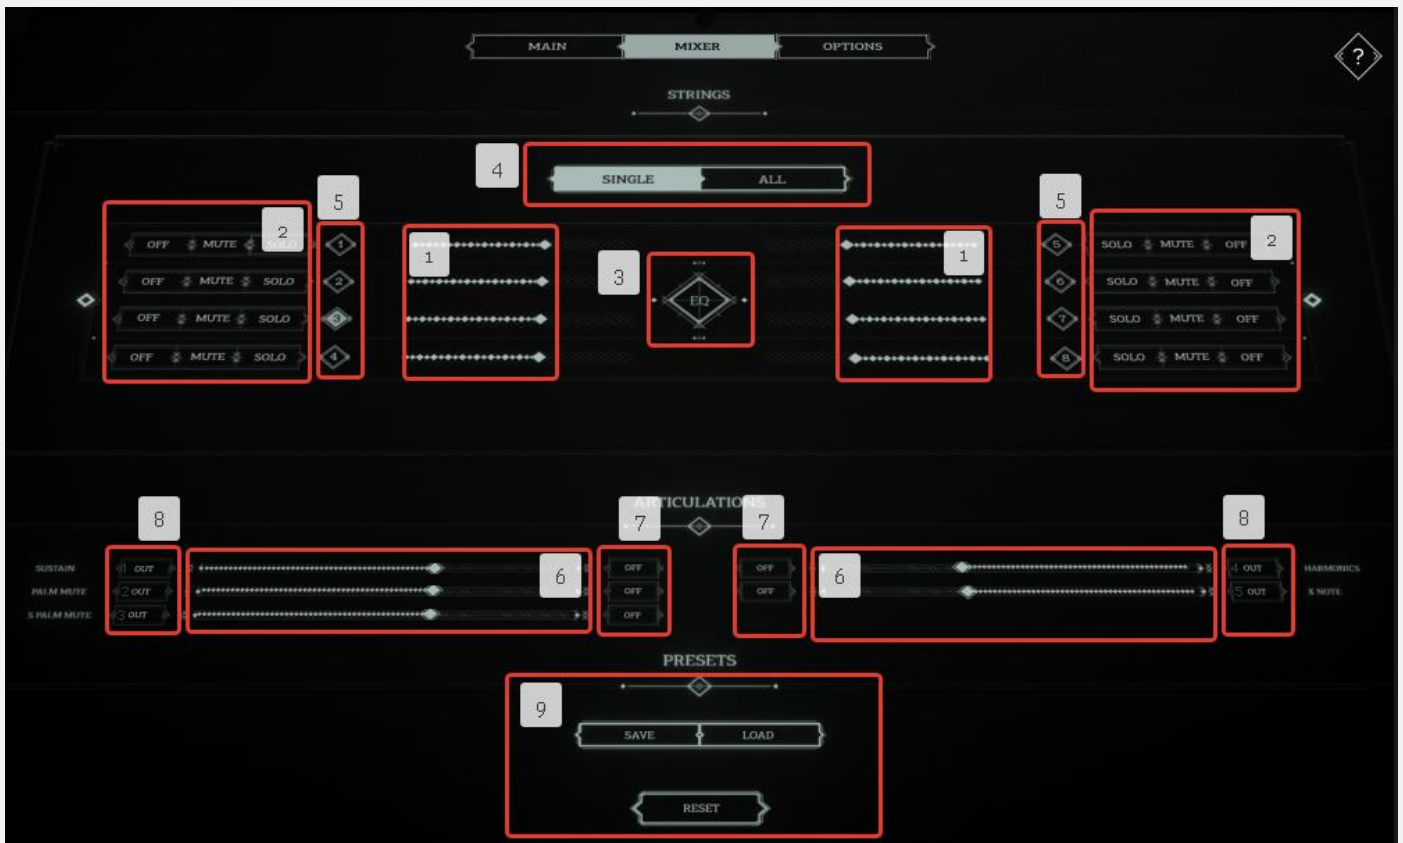 MAIN MIXER OPTIONS ?
STRINGS
4 SINGLE ALL
5 5
2 2
OFF MUTE SOLO 1 5 SOLO MUTE OFF
1 1
3
OFF MUTE SOLO 2 6 SOLO MUTE OFF
EQ
OFF MUTE SOLO 3 7 SOLO MUTE OFF
OFF MUTE SOLO 4 8 SOLO MUTE OFF
ARTICULATIONS
8 7 7 8
SUSTAIN 1 OUT 6 OFF OFF 6 4 OUT HARMONICS
PALM MUTE 2 OUT OFF OFF 5 OUT X NOTE
S PALM MUTE 3 OUT OFF
PRESETS
9
SAVE LOAD
RESET